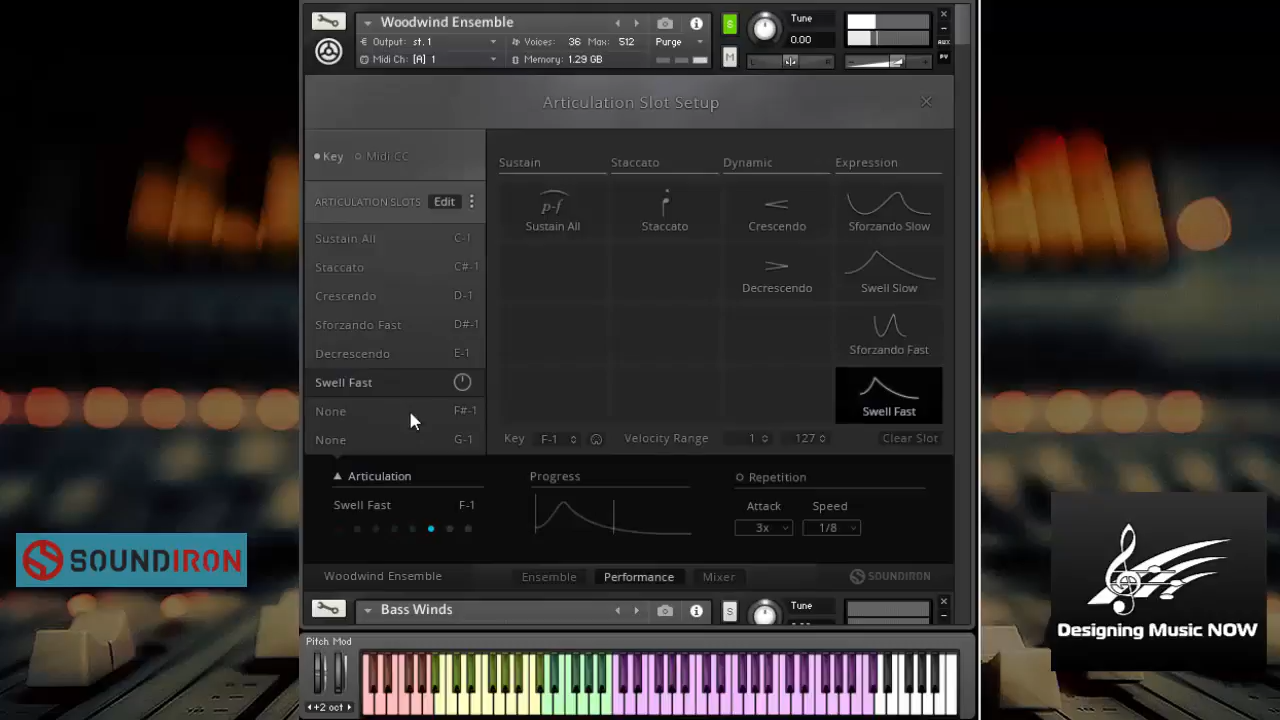 Woodwind Ensemble
Output: st. 1
Voices: 36 Max: 512
Purge
Midi Ch: [A] 1
Memory: 1.29 GB
S
M
Tune
0.00
L
R
AUX
PV
Articulation Slot Setup
Key
Midi CC
ARTICULATION SLOTS
Edit
Sustain All C-1
Staccato C#-1
Crescendo D-1
Sforzando Fast D#-1
Decrescendo E-1
Swell Fast
None F#-1
None G-1
Sustain
Staccato
Dynamic
Expression
p-f
Sustain All
Staccato
Crescendo
Sforzando Slow
Decrescendo
Swell Slow
Sforzando Fast
Swell Fast
Key F-1
Velocity Range 1 127
Clear Slot
Articulation
Swell Fast F-1
Progress
Repetition
Attack Speed
3x 1/8
Woodwind Ensemble
Ensemble
Performance
Mixer
SOUNDIRON
Bass Winds
S
Tune
Pitch Mod
+2 oct
SOUNDIRON
Designing Music NOW